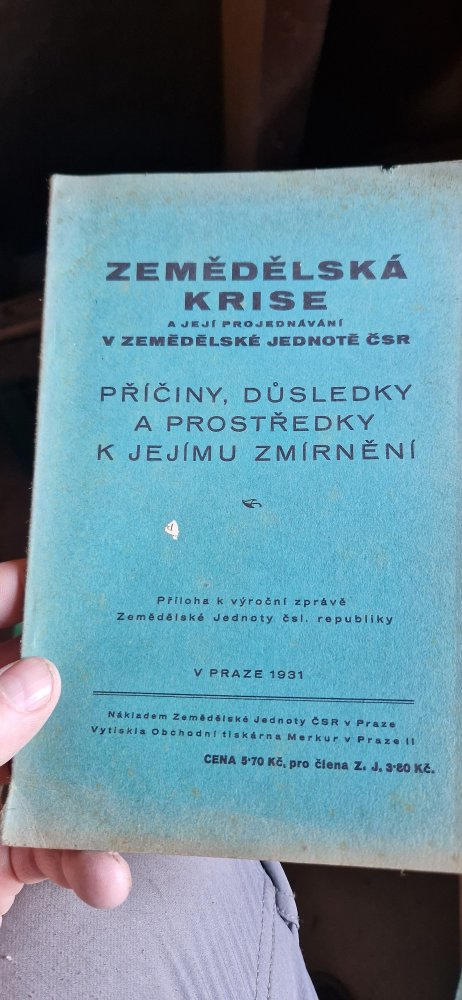 ZEMĚDĚLSKÁ
KRISE
A JEJÍ PROJEDNÁVÁNÍ
V ZEMĚDĚLSKÉ JEDNOTĚ ČSR
PŘÍČINY, DŮSLEDKY
A PROSTŘEDKY
K JEJÍMU ZMÍRNĚNÍ
Příloha k výroční zprávě
Zemědělské Jednoty čsl. republiky
V PRAZE 1931
Nákladem Zemědělské Jednoty ČSR v Praze
Vytiskla Obchodní tiskárna Merkur v Praze II
CENA 5·70 Kč, pro člena Z. J. 3·80 Kč.